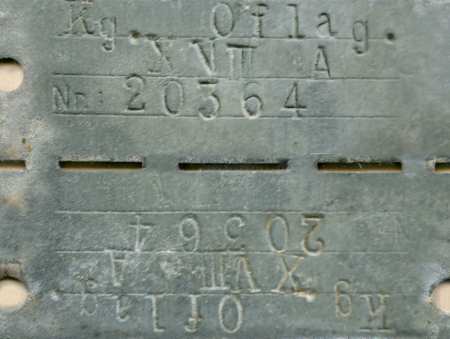 Kg. Oflag.
XVII A
Nr: 20364
20364
XVII A
Kg Oflag